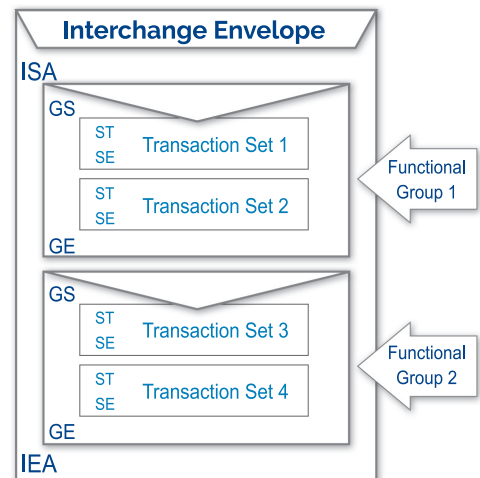 Interchange Envelope
ISA
GS
ST
SE
Transaction Set 1
ST
SE
Transaction Set 2
GE
Functional
Group 1
GS
ST
SE
Transaction Set 3
ST
SE
Transaction Set 4
GE
Functional
Group 2
IEA